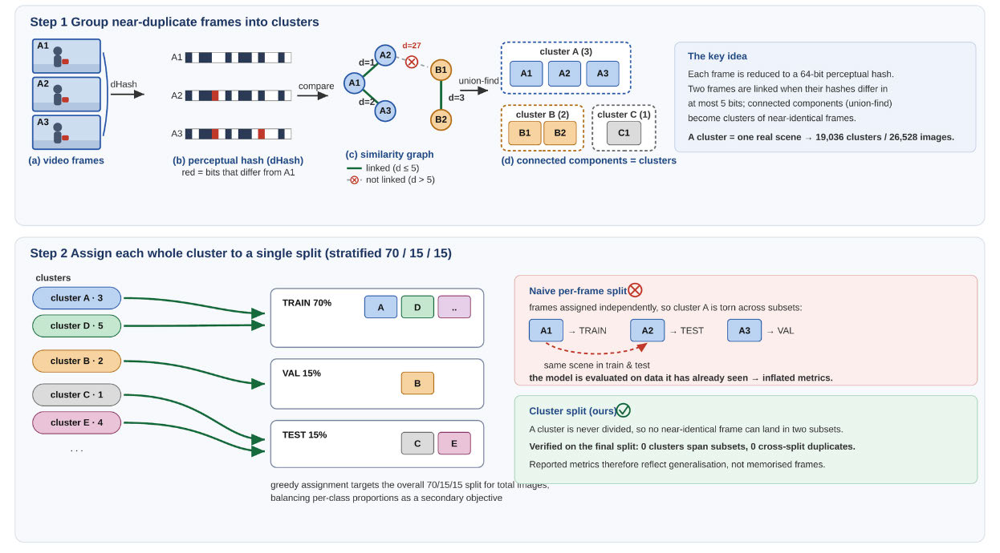 Step 1 Group near-duplicate frames into clusters
A1
A2
A3
dHash
(a) video frames
A1
A2
A3
compare
(b) perceptual hash (dHash)
red = bits that differ from A1
d=27
A2
d=1
B1
A1
d=3
d=2
A3
B2
union-find
(c) similarity graph
linked (d ≤ 5)
not linked (d > 5)
cluster A (3)
A1 A2 A3
cluster B (2)
B1 B2
cluster C (1)
C1
(d) connected components = clusters
The key idea
Each frame is reduced to a 64-bit perceptual hash.
Two frames are linked when their hashes differ in
at most 5 bits; connected components (union-find)
become clusters of near-identical frames.
A cluster = one real scene → 19,036 clusters / 26,528 images.
Step 2 Assign each whole cluster to a single split (stratified 70 / 15 / 15)
clusters
cluster A · 3
cluster D · 5
cluster B · 2
cluster C · 1
cluster E · 4
. . .
TRAIN 70%
A D ..
VAL 15%
B
TEST 15%
C E
greedy assignment targets the overall 70/15/15 split for total images,
balancing per-class proportions as a secondary objective
Naive per-frame split
frames assigned independently, so cluster A is torn across subsets:
A1 → TRAIN A2 → TEST A3 → VAL
same scene in train & test
the model is evaluated on data it has already seen → inflated metrics.
Cluster split (ours)
A cluster is never divided, so no near-identical frame can land in two subsets.
Verified on the final split: 0 clusters span subsets, 0 cross-split duplicates.
Reported metrics therefore reflect generalisation, not memorised frames.